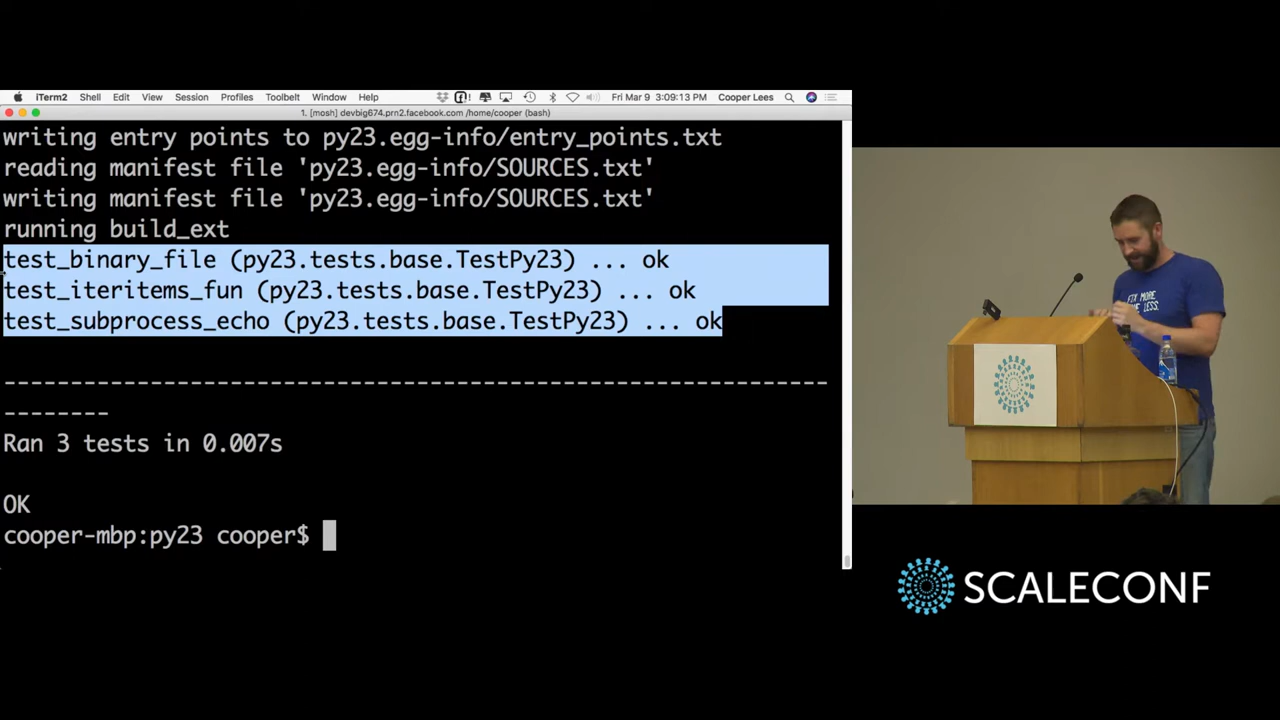 iTerm2 Shell Edit View Session Profiles Toolbelt Window Help Fri Mar 9 3:09:13 PM Cooper Lees
1. [mosh] devbig674.prn2.facebook.com /home/cooper (bash)
writing entry points to py23.egg-info/entry_points.txt
reading manifest file 'py23.egg-info/SOURCES.txt'
writing manifest file 'py23.egg-info/SOURCES.txt'
running build_ext
test_binary_file (py23.tests.base.TestPy23) ... ok
test_iteritems_fun (py23.tests.base.TestPy23) ... ok
test_subprocess_echo (py23.tests.base.TestPy23) ... ok
--------------------------------------------------------------
--------
Ran 3 tests in 0.007s
OK
cooper-mbp:py23 cooper$
MORE
LESS.
SCALECONF